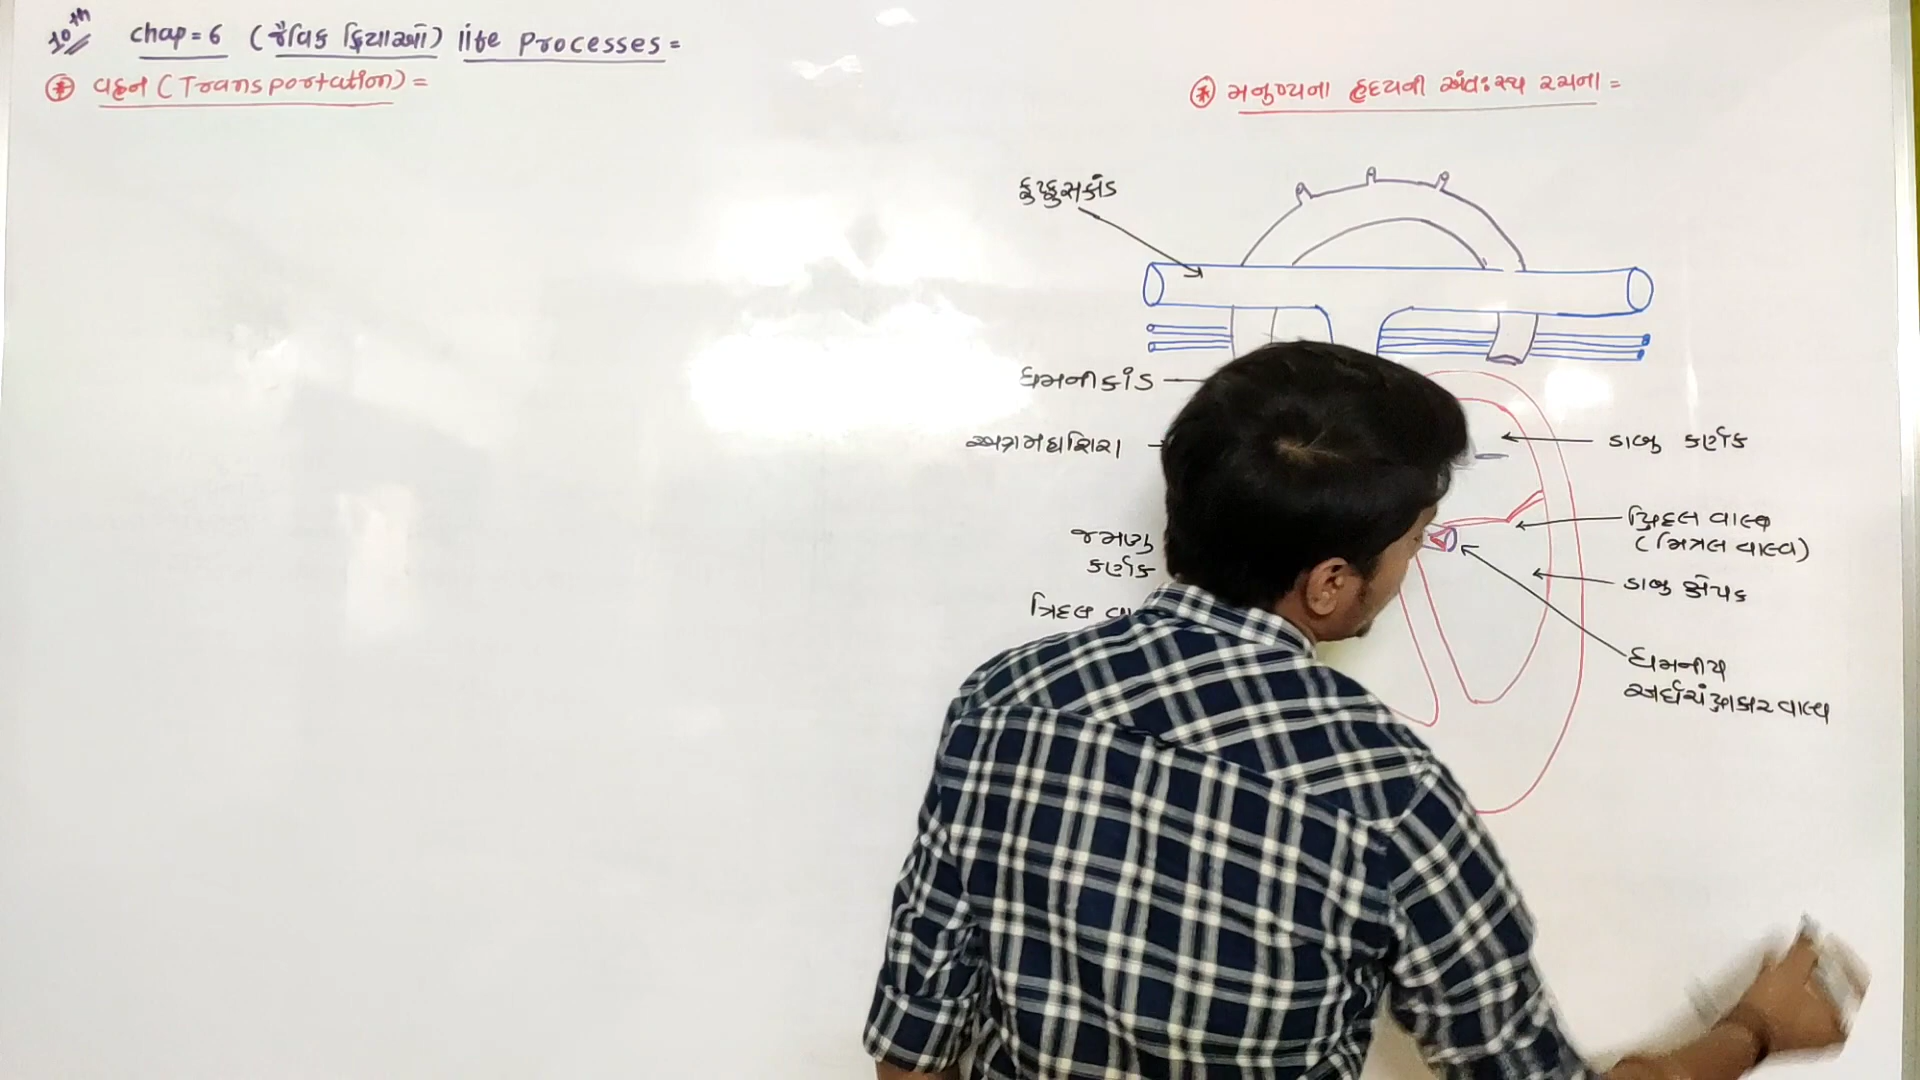 10th chap = 6 (જૈવિક ક્રિયાઓ) life processes =
* વહન (Transportation) =
* મનુષ્યના હૃદયની અંતઃસ્થ રચના =
ફુફ્ફુસકાંડ
ધમનીકાંડ
અગ્રમહાશિરા
જમણુ
કર્ણક
ત્રિદલ વા
ડાબુ કર્ણક
દ્વિદલ વાલ્વ
(મિત્રલ વાલ્વ)
ડાબુ ક્ષેપક
ધમનીય
અર્ધચંદ્રાકાર વાલ્વ